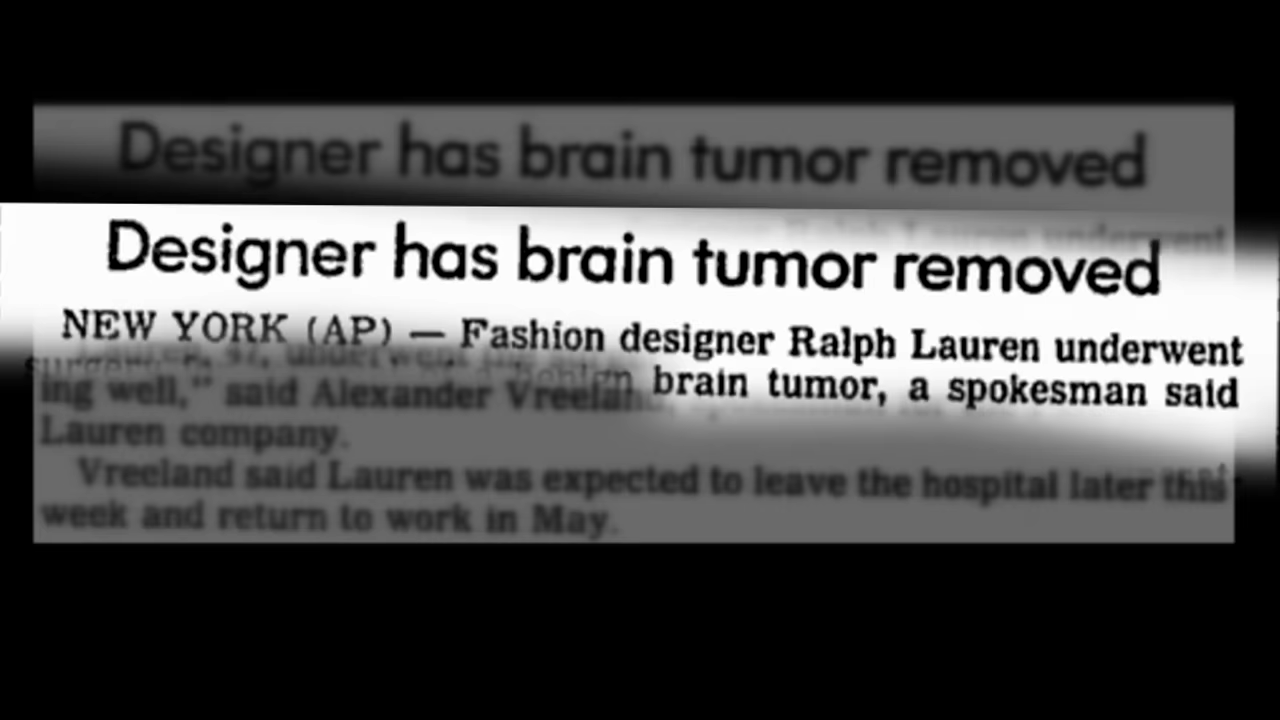 Designer has brain tumor removed
Designer has brain tumor removed
NEW YORK (AP) — Fashion designer Ralph Lauren underwent
brain tumor, a spokesman said
ing well," said Alexander Vreeland
Lauren company.
Vreeland said Lauren was expected to leave the hospital later this
week and return to work in May.